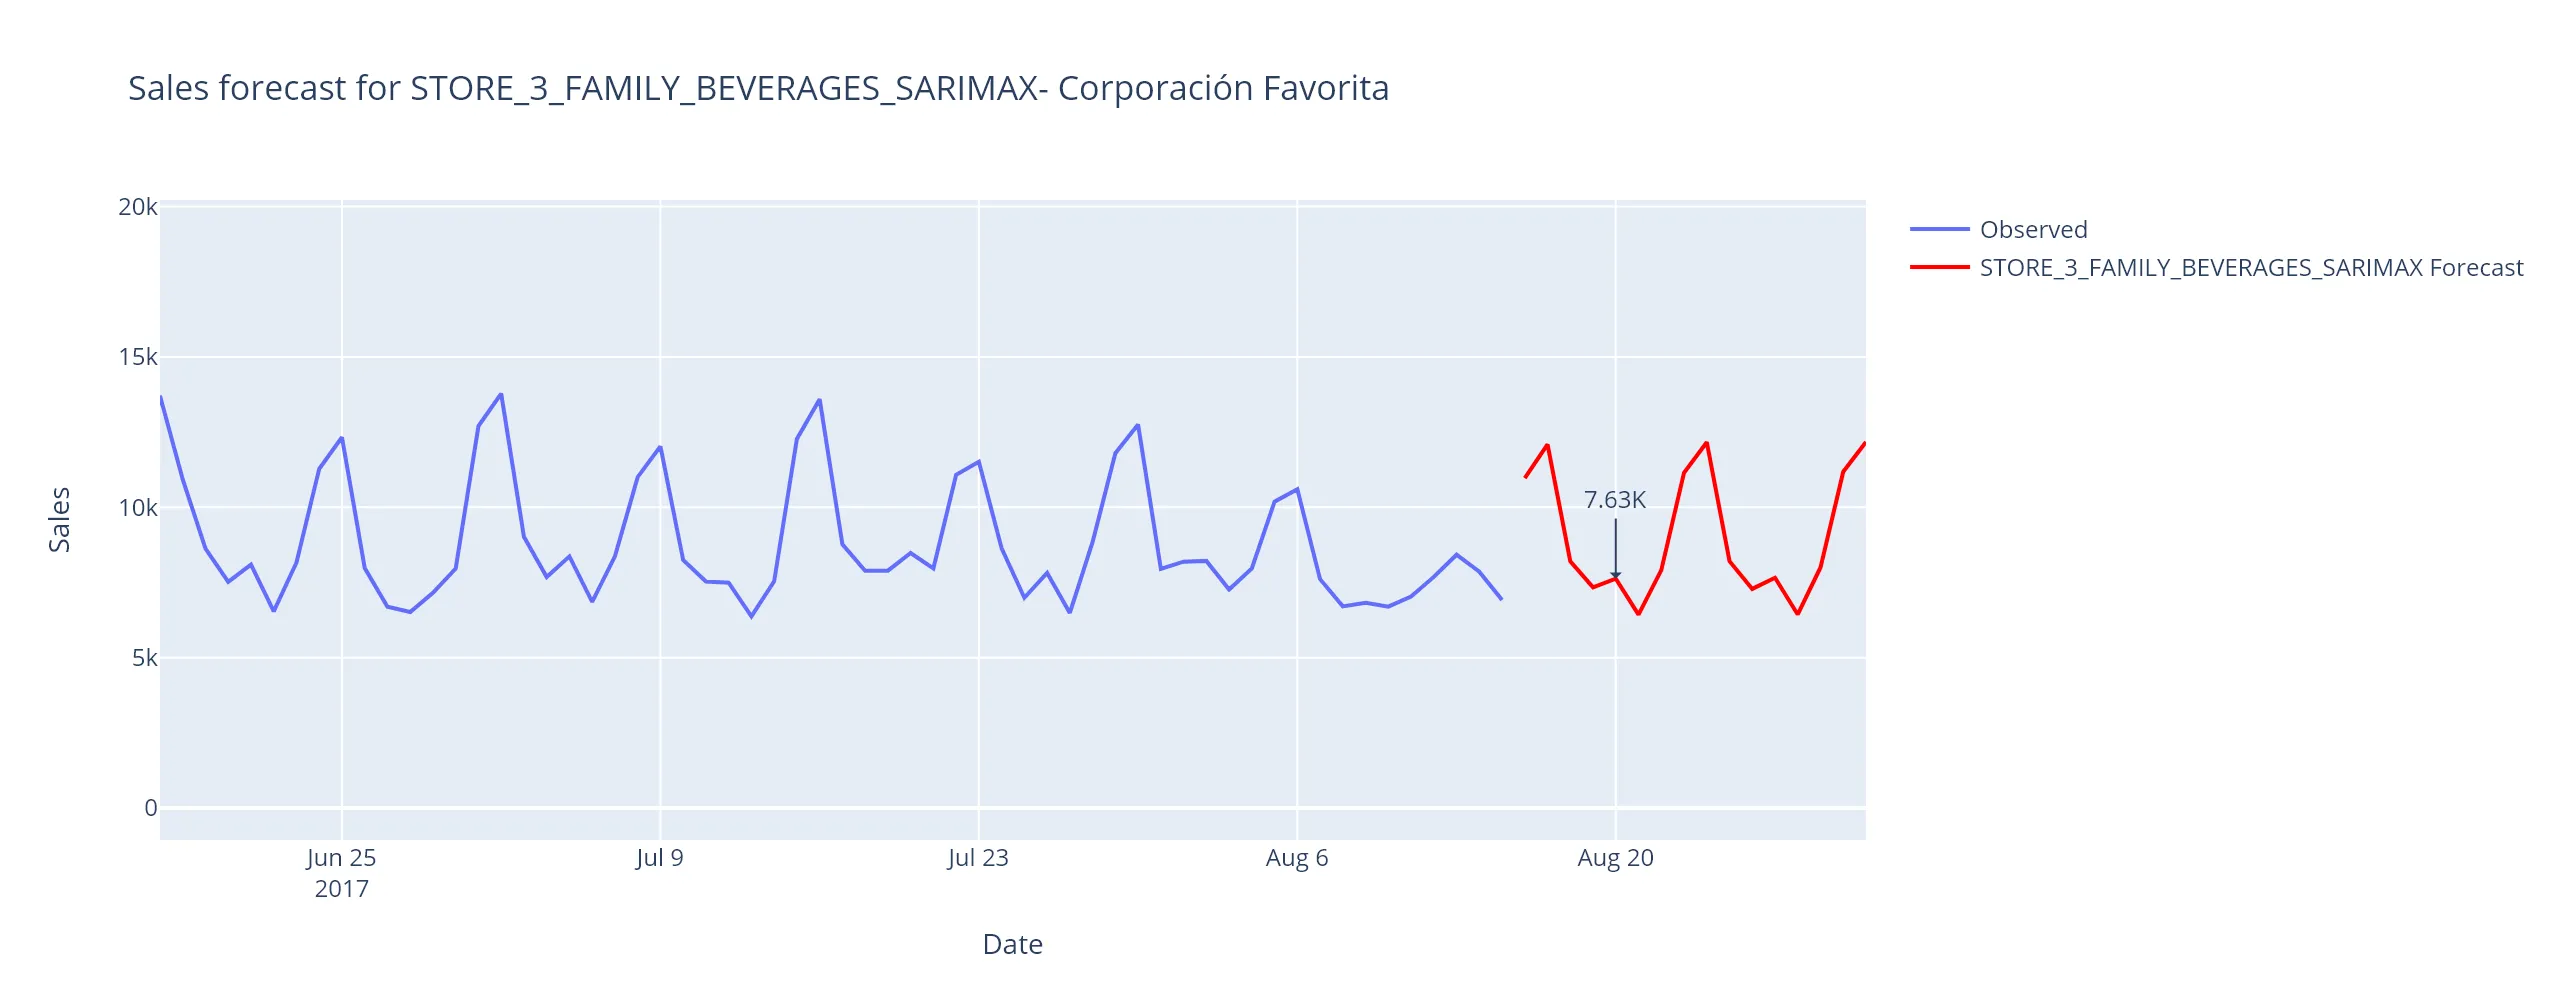 Sales forecast for STORE_3_FAMILY_BEVERAGES_SARIMAX- Corporación Favorita
20k
15k
10k
5k
0
Sales
7.63K
Observed
STORE_3_FAMILY_BEVERAGES_SARIMAX Forecast
Jun 25
2017
Jul 9
Jul 23
Aug 6
Aug 20
Date